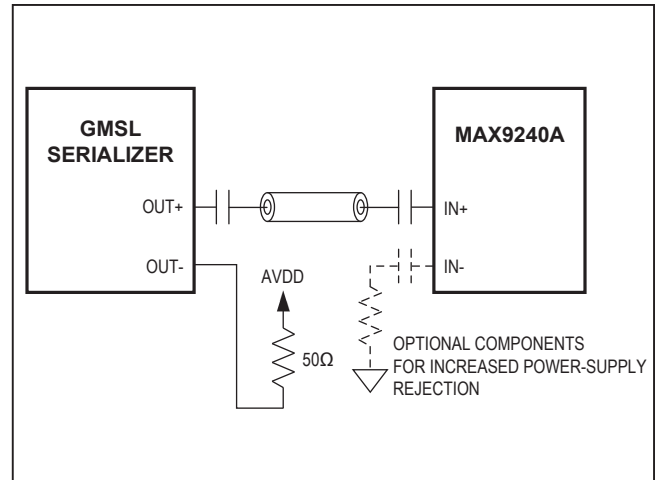 GMSL
SERIALIZER
OUT+
OUT-
AVDD
50Ω
MAX9240A
IN+
IN-
OPTIONAL COMPONENTS
FOR INCREASED POWER-SUPPLY
REJECTION